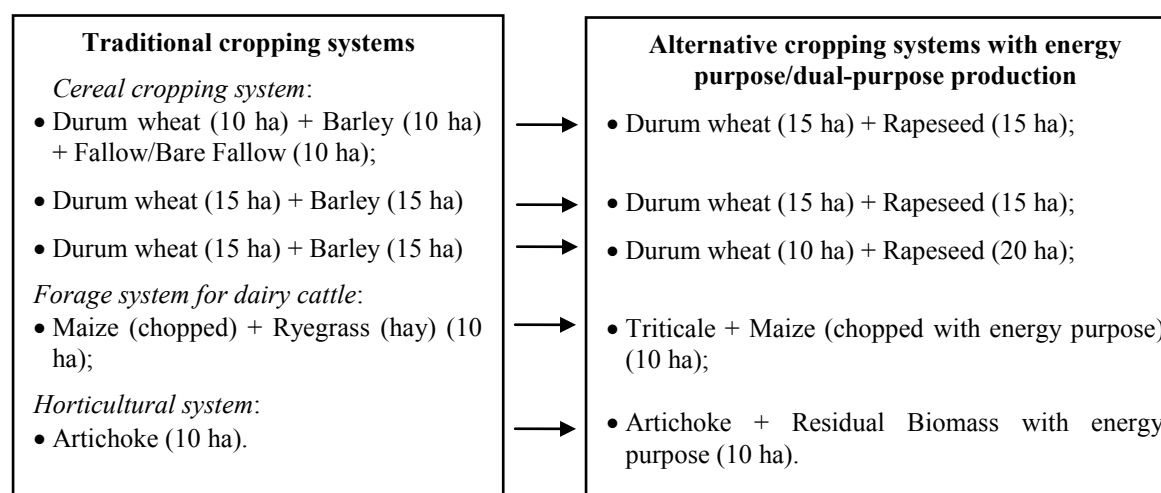 Traditional cropping systems
Cereal cropping system:
• Durum wheat (10 ha) + Barley (10 ha)
+ Fallow/Bare Fallow (10 ha);
• Durum wheat (15 ha) + Barley (15 ha)
• Durum wheat (15 ha) + Barley (15 ha)
Forage system for dairy cattle:
• Maize (chopped) + Ryegrass (hay) (10
ha);
Horticultural system:
• Artichoke (10 ha).
Alternative cropping systems with energy
purpose/dual-purpose production
• Durum wheat (15 ha) + Rapeseed (15 ha);
• Durum wheat (15 ha) + Rapeseed (15 ha);
• Durum wheat (10 ha) + Rapeseed (20 ha);
• Triticale + Maize (chopped with energy purpose)
(10 ha);
• Artichoke + Residual Biomass with energy
purpose (10 ha).